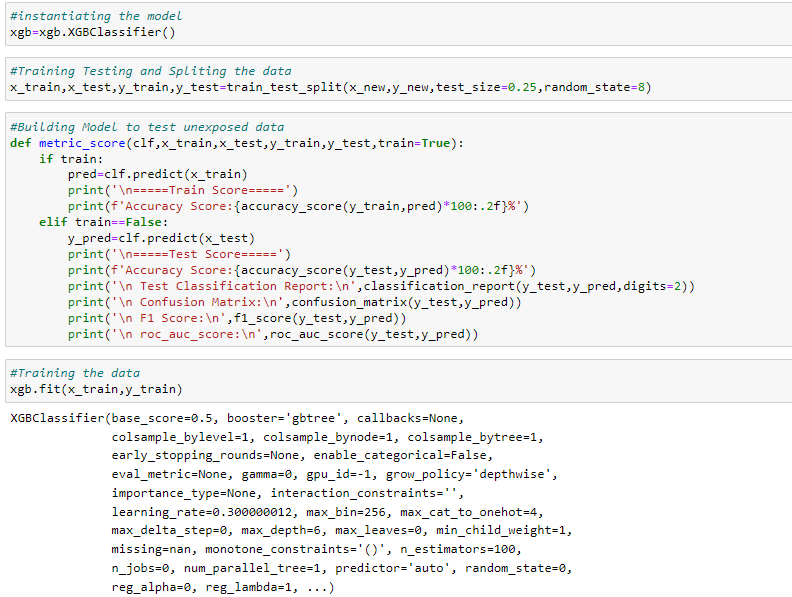 #instantiating the model
xgb=xgb.XGBClassifier()
#Training Testing and Spliting the data
x_train,x_test,y_train,y_test=train_test_split(x_new,y_new,test_size=0.25,random_state=8)
#Building Model to test unexposed data
def metric_score(clf,x_train,x_test,y_train,y_test,train=True):
    if train:
        pred=clf.predict(x_train)
        print('\n=====Train Score=====')
        print(f'Accuracy Score:{accuracy_score(y_train,pred)*100:.2f}%')
    elif train==False:
        y_pred=clf.predict(x_test)
        print('\n=====Test Score=====')
        print(f'Accuracy Score:{accuracy_score(y_test,y_pred)*100:.2f}%')
        print('\n Test Classification Report:\n',classification_report(y_test,y_pred,digits=2))
        print('\n Confusion Matrix:\n',confusion_matrix(y_test,y_pred))
        print('\n F1 Score:\n',f1_score(y_test,y_pred))
        print('\n roc_auc_score:\n',roc_auc_score(y_test,y_pred))
#Training the data
xgb.fit(x_train,y_train)
XGBClassifier(base_score=0.5, booster='gbtree', callbacks=None,
              colsample_bylevel=1, colsample_bynode=1, colsample_bytree=1,
              early_stopping_rounds=None, enable_categorical=False,
              eval_metric=None, gamma=0, gpu_id=-1, grow_policy='depthwise',
              importance_type=None, interaction_constraints='',
              learning_rate=0.300000012, max_bin=256, max_cat_to_onehot=4,
              max_delta_step=0, max_depth=6, max_leaves=0, min_child_weight=1,
              missing=nan, monotone_constraints='()', n_estimators=100,
              n_jobs=0, num_parallel_tree=1, predictor='auto', random_state=0,
              reg_alpha=0, reg_lambda=1, ...)